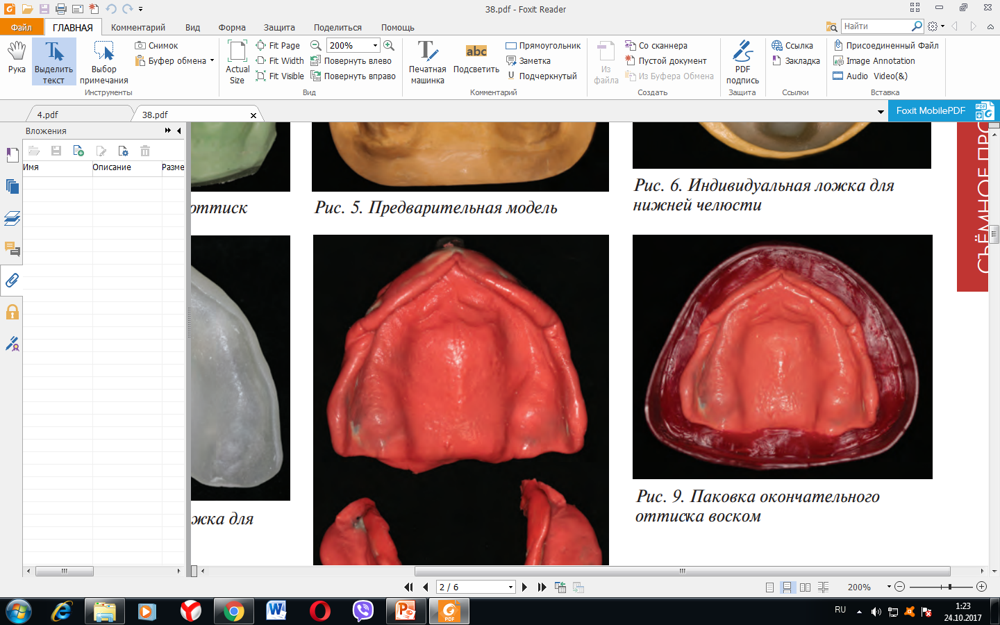 38.pdf - Foxit Reader
Файл ГЛАВНАЯ Комментарий Вид Форма Защита Поделиться Помощь
Найти
Рука
Выделить текст
Выбор примечания
Снимок
Буфер обмена
Инструменты
Actual Size
Fit Page
Fit Width
Fit Visible
200%
Повернуть влево
Повернуть вправо
Вид
Печатная машинка
abc
Подсветить
Прямоугольник
Заметка
Подчеркнутый
Комментарий
Из файла
Со сканера
Пустой документ
Из Буфера Обмена
Создать
PDF подпись
Защита
Ссылка
Закладка
Ссылки
Присоединенный Файл
Image Annotation
Audio Video(&)
Вставка
4.pdf
38.pdf
Foxit MobilePDF
Вложения
Имя Описание Разме
оттиск
Рис. 5. Предварительная модель
Рис. 6. Индивидуальная ложка для
нижней челюсти
СЪЁМНОЕ ПРО
жка для
Рис. 9. Паковка окончательного
оттиска воском
2 / 6
200%
RU
1:23
24.10.2017